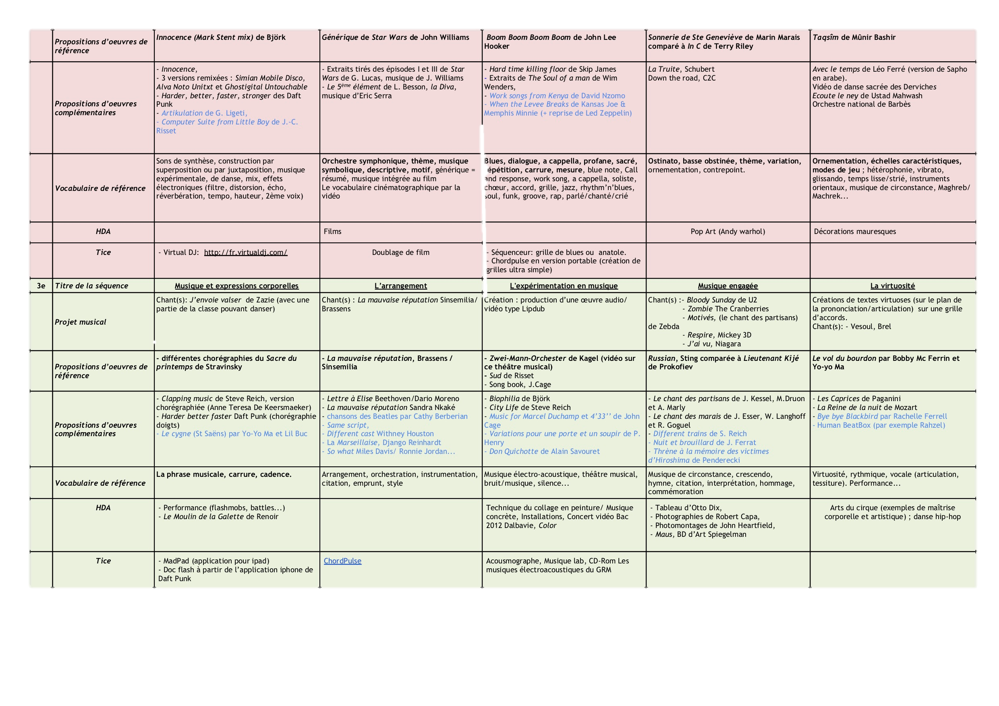 Propositions d'oeuvres de
référence
Innocence (Mark Stent mix) de Björk
Générique de Star Wars de John Williams
Boom Boom Boom Boom de John Lee
Hooker
Sonnerie de Ste Geneviève de Marin Marais
comparé à In C de Terry Riley
Taqsîm de Mûnir Bashir
Propositions d'oeuvres
complémentaires
- Innocence,
- 3 versions remixées : Simian Mobile Disco,
Alva Noto Unitxt et Ghostigital Untouchable
- Harder, better, faster, stronger des Daft
Punk
- Artikulation de G. Ligeti,
- Computer Suite from Little Boy de J.-C.
Risset
- Extraits tirés des épisodes I et III de Star
Wars de G. Lucas, musique de J. Williams
- Le 5ème élément de L. Besson, la Diva,
musique d'Eric Serra
- Hard time killing floor de Skip James
- Extraits de The Soul of a man de Wim
Wenders,
- Work songs from Kenya de David Nzomo
- When the Levee Breaks de Kansas Joe &
Memphis Minnie (+ reprise de Led Zeppelin)
La Truite, Schubert
Down the road, C2C
Avec le temps de Léo Ferré (version de Sapho
en arabe).
Vidéo de danse sacrée des Derviches
Ecoute le ney de Ustad Mahwash
Orchestre national de Barbès
Vocabulaire de référence
Sons de synthèse, construction par
superposition ou par juxtaposition, musique
expérimentale, de danse, mix, effets
électroniques (filtre, distorsion, écho,
réverbération, tempo, hauteur, 2ème voix)
Orchestre symphonique, thème, musique
symbolique, descriptive, motif, générique =
résumé, musique intégrée au film
Le vocabulaire cinématographique par la
vidéo
Blues, dialogue, a cappella, profane, sacré,
répétition, carrure, mesure, blue note, Call
and response, work song, a cappella, soliste,
chœur, accord, grille, jazz, rhythm'n'blues,
soul, funk, groove, rap, parlé/chanté/crié
Ostinato, basse obstinée, thème, variation,
ornementation, contrepoint.
Ornementation, échelles caractéristiques,
modes de jeu ; hétérophonie, vibrato,
glissando, temps lisse/strié, instruments
orientaux, musique de circonstance, Maghreb/
Machrek...
HDA
Films
Pop Art (Andy warhol)
Décorations mauresques
Tice
- Virtual DJ: http://fr.virtualdj.com/
Doublage de film
- Séquenceur: grille de blues ou anatole.
- Chordpulse en version portable (création de
grilles ultra simple)
3e
Titre de la séquence
Musique et expressions corporelles
L'arrangement
L'expérimentation en musique
Musique engagée
La virtuosité
Projet musical
Chant(s): J'envoie valser de Zazie (avec une
partie de la classe pouvant danser)
Chant(s) : La mauvaise réputation Sinsemilia/
Brassens
Création : production d'une œuvre audio/
vidéo type Lipdub
Chant(s) :- Bloody Sunday de U2
- Zombie The Cranberries
- Motivés, (le chant des partisans)
de Zebda
- Respire, Mickey 3D
- J'ai vu, Niagara
Créations de textes virtuoses (sur le plan de
la prononciation/articulation) sur une grille
d'accords.
Chant(s): - Vesoul, Brel
Propositions d'oeuvres de
référence
- différentes chorégraphies du Sacre du
printemps de Stravinsky
- La mauvaise réputation, Brassens /
Sinsemilia
- Zwei-Mann-Orchester de Kagel (vidéo sur
ce théâtre musical)
- Sud de Risset
- Song book, J.Cage
Russian, Sting comparée à Lieutenant Kijé
de Prokofiev
Le vol du bourdon par Bobby Mc Ferrin et
Yo-yo Ma
Propositions d'oeuvres
complémentaires
- Clapping music de Steve Reich, version
chorégraphiée (Anne Teresa De Keersmaeker)
- Harder better faster Daft Punk (chorégraphie
doigts)
- Le cygne (St Saëns) par Yo-Yo Ma et Lil Buc
- Lettre à Elise Beethoven/Dario Moreno
- La mauvaise réputation Sandra Nkaké
- chansons des Beatles par Cathy Berberian
- Same script,
- Different cast Withney Houston
- La Marseillaise, Django Reinhardt
- So what Miles Davis/ Ronnie Jordan...
- Biophilia de Björk
- City Life de Steve Reich
- Music for Marcel Duchamp et 4'33'' de John
Cage
- Variations pour une porte et un soupir de P.
Henry
- Don Quichotte de Alain Savouret
- Le chant des partisans de J. Kessel, M.Druon
et A. Marly
- Le chant des marais de J. Esser, W. Langhoff
et R. Goguel
- Different trains de S. Reich
- Nuit et brouillard de J. Ferrat
- Thrène à la mémoire des victimes
d'Hiroshima de Penderecki
- Les Caprices de Paganini
- La Reine de la nuit de Mozart
- Bye bye Blackbird par Rachelle Ferrell
- Human BeatBox (par exemple Rahzel)
Vocabulaire de référence
La phrase musicale, carrure, cadence.
Arrangement, orchestration, instrumentation,
citation, emprunt, style
Musique électro-acoustique, théâtre musical,
bruit/musique, silence...
Musique de circonstance, crescendo,
hymne, citation, interprétation, hommage,
commémoration
Virtuosité, rythmique, vocale (articulation,
tessiture). Performance...
HDA
- Performance (flashmobs, battles...)
- Le Moulin de la Galette de Renoir
Technique du collage en peinture/ Musique
concrète, Installations, Concert vidéo Bac
2012 Dalbavie, Color
- Tableau d'Otto Dix,
- Photographies de Robert Capa,
- Photomontages de John Heartfield,
- Maus, BD d'Art Spiegelman
Arts du cirque (exemples de maîtrise
corporelle et artistique) ; danse hip-hop
Tice
- MadPad (application pour ipad)
- Doc flash à partir de l'application iphone de
Daft Punk
ChordPulse
Acousmographe, Musique lab, CD-Rom Les
musiques électroacoustiques du GRM